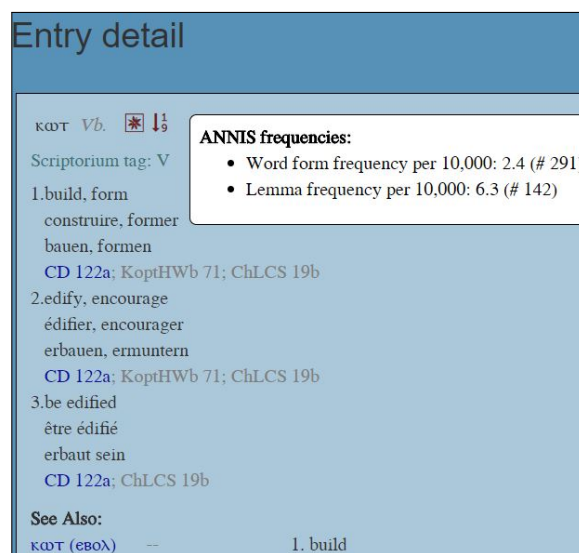 Entry detail
ⲕⲱⲧ Vb.
ANNIS frequencies:
Word form frequency per 10,000: 2.4 (# 291)
Lemma frequency per 10,000: 6.3 (# 142)
Scriptorium tag: V
1.build, form
construire, former
bauen, formen
CD 122a; KoptHWb 71; ChLCS 19b
2.edify, encourage
édifier, encourager
erbauen, ermuntern
CD 122a; KoptHWb 71; ChLCS 19b
3.be edified
être édifié
erbaut sein
CD 122a; ChLCS 19b
See Also:
ⲕⲱⲧ (ⲉⲃⲟⲗ) -- 1. build